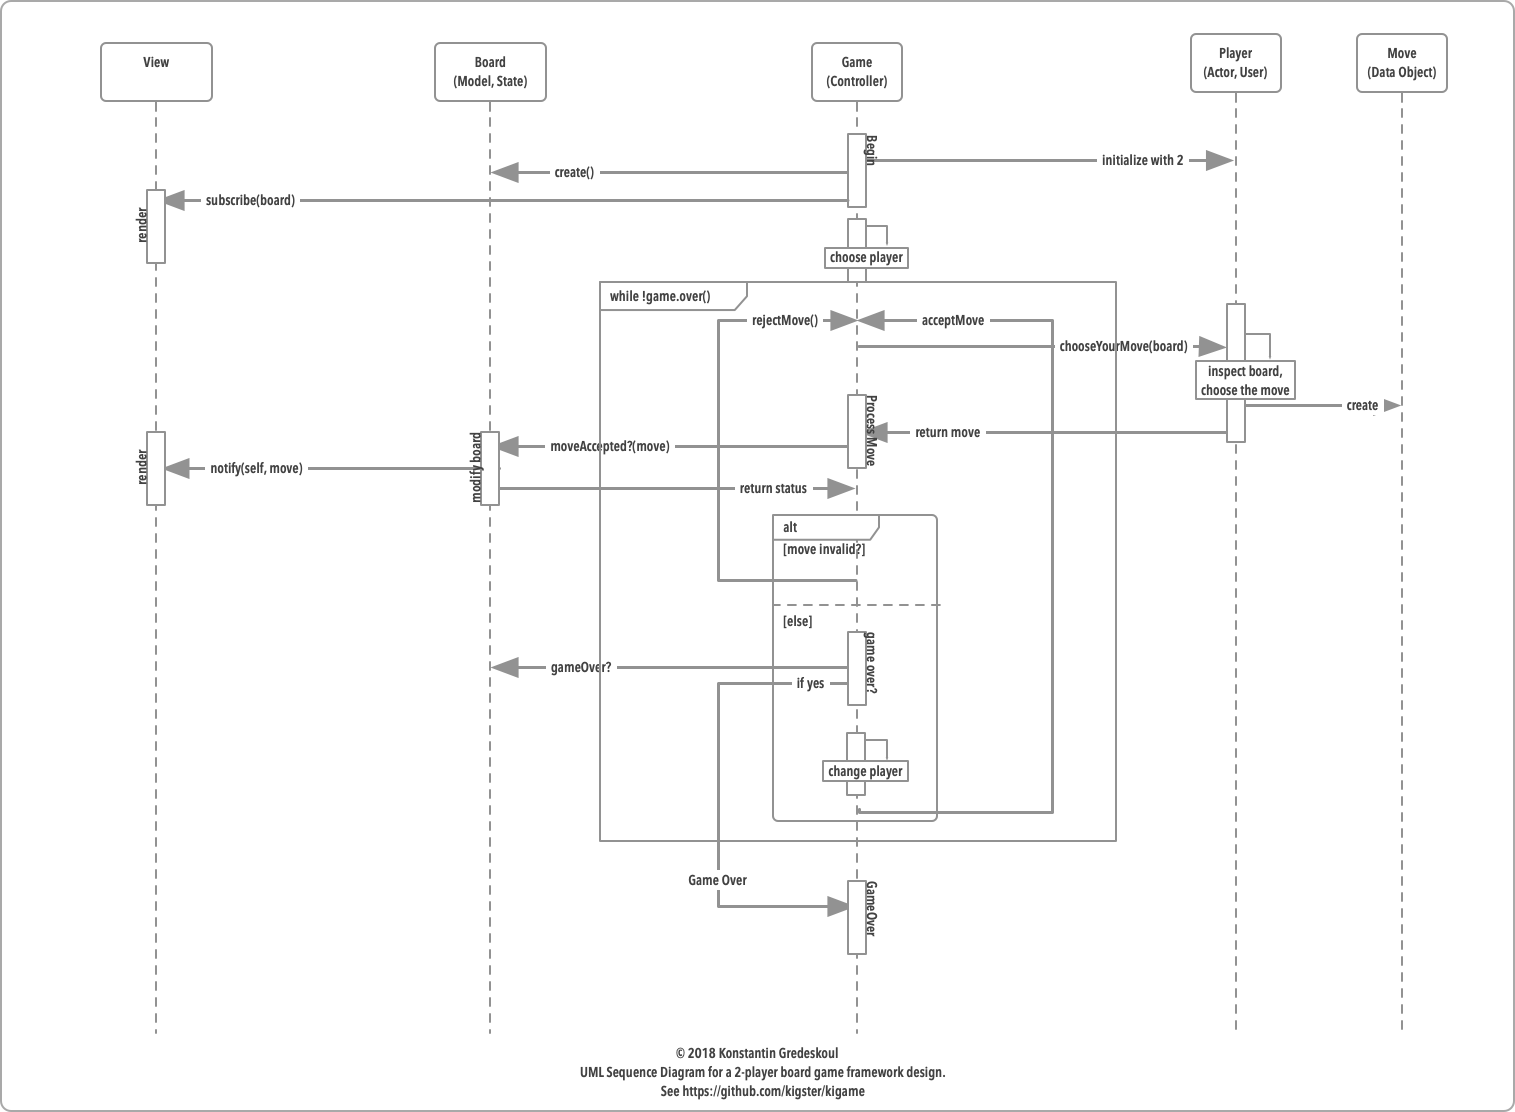 View
Board
(Model, State)
Game
(Controller)
Player
(Actor, User)
Move
(Data Object)
Begin
initialize with 2
create()
subscribe(board)
render
choose player
while !game.over()
rejectMove()
acceptMove
chooseYourMove(board)
inspect board,
choose the move
create
Process Move
return move
moveAccepted?(move)
modify board
render
notify(self, move)
return status
alt
[move invalid?]
[else]
game over?
gameOver?
if yes
change player
Game Over
GameOver
© 2018 Konstantin Gredeskoul
UML Sequence Diagram for a 2-player board game framework design.
See https://github.com/kigster/kigame